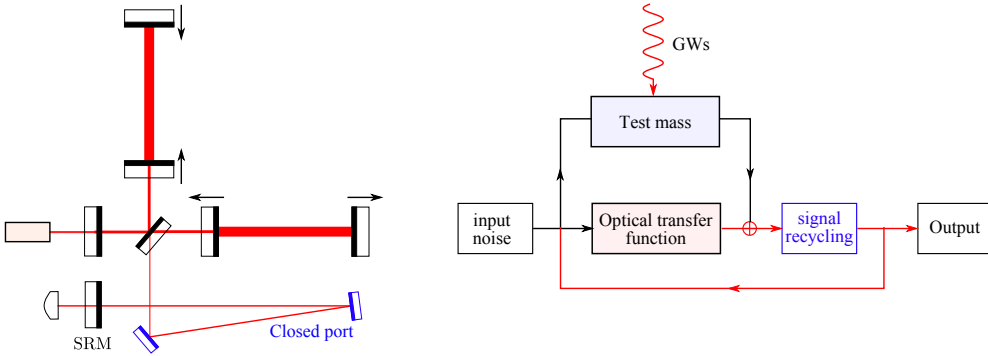 GWs
Test mass
input
noise
Optical transfer
function
signal
recycling
Output
Closed port
SRM